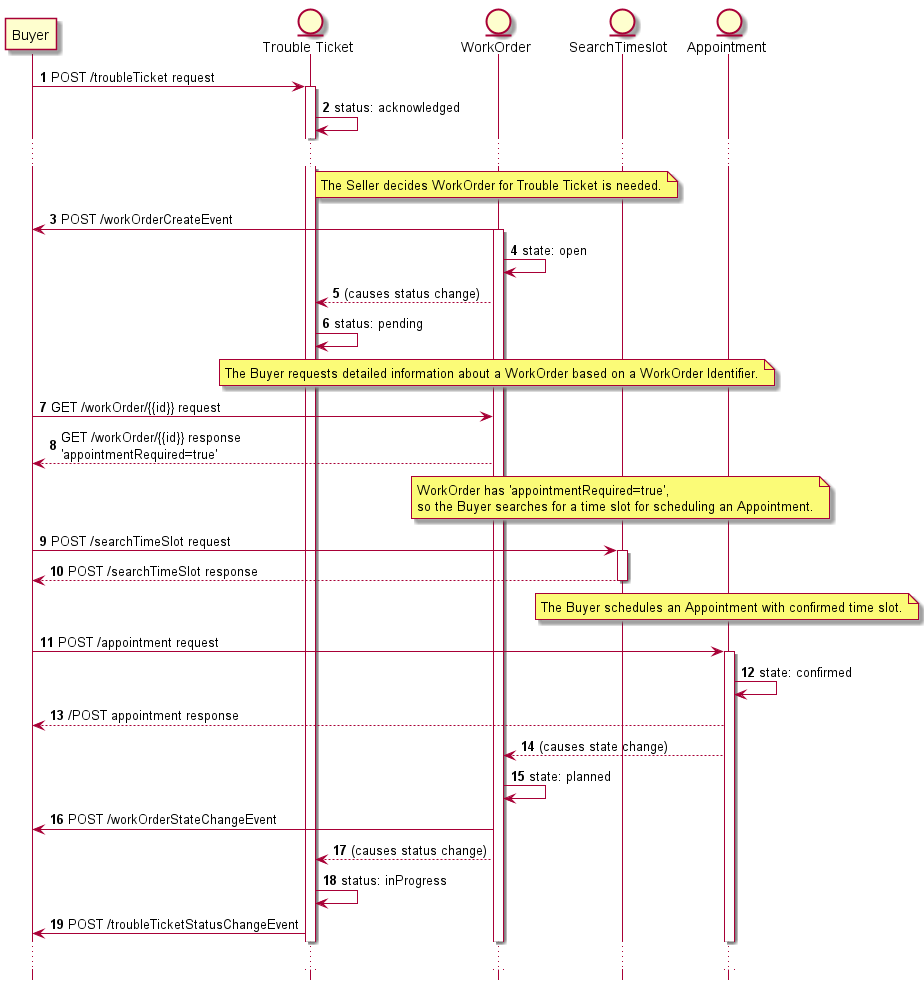 Buyer
Trouble Ticket
WorkOrder
SearchTimeslot
Appointment
1 POST /troubleTicket request
2 status: acknowledged
The Seller decides WorkOrder for Trouble Ticket is needed.
3 POST /workOrderCreateEvent
4 state: open
5 (causes status change)
6 status: pending
The Buyer requests detailed information about a WorkOrder based on a WorkOrder Identifier.
7 GET /workOrder/{{id}} request
8 GET /workOrder/{{id}} response
'appointmentRequired=true'
WorkOrder has 'appointmentRequired=true',
so the Buyer searches for a time slot for scheduling an Appointment.
9 POST /searchTimeSlot request
10 POST /searchTimeSlot response
The Buyer schedules an Appointment with confirmed time slot.
11 POST /appointment request
12 state: confirmed
13 /POST appointment response
14 (causes state change)
15 state: planned
16 POST /workOrderStateChangeEvent
17 (causes status change)
18 status: inProgress
19 POST /troubleTicketStatusChangeEvent